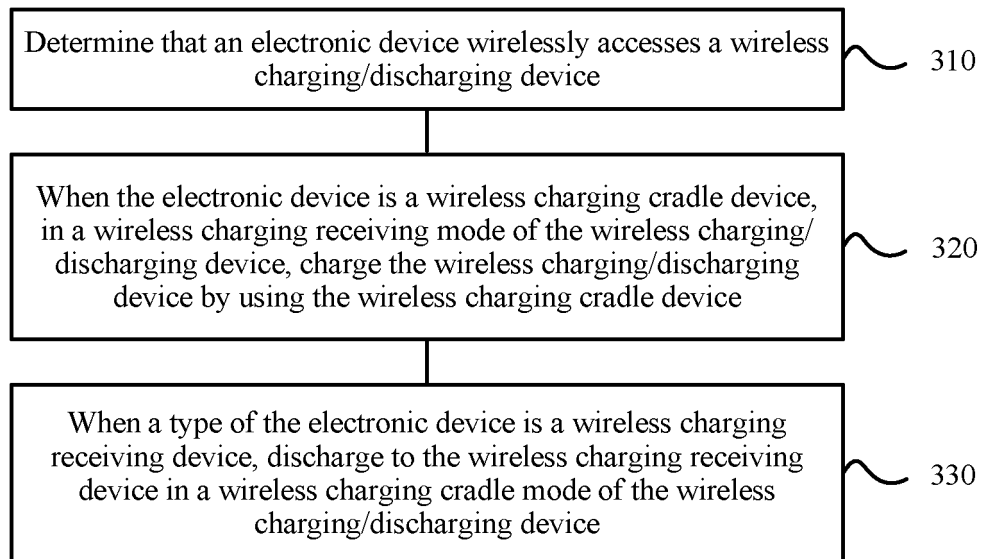 Determine that an electronic device wirelessly accesses a wireless
charging/discharging device
310
When the electronic device is a wireless charging cradle device,
in a wireless charging receiving mode of the wireless charging/
discharging device, charge the wireless charging/discharging
device by using the wireless charging cradle device
320
When a type of the electronic device is a wireless charging
receiving device, discharge to the wireless charging receiving
device in a wireless charging cradle mode of the wireless
charging/discharging device
330